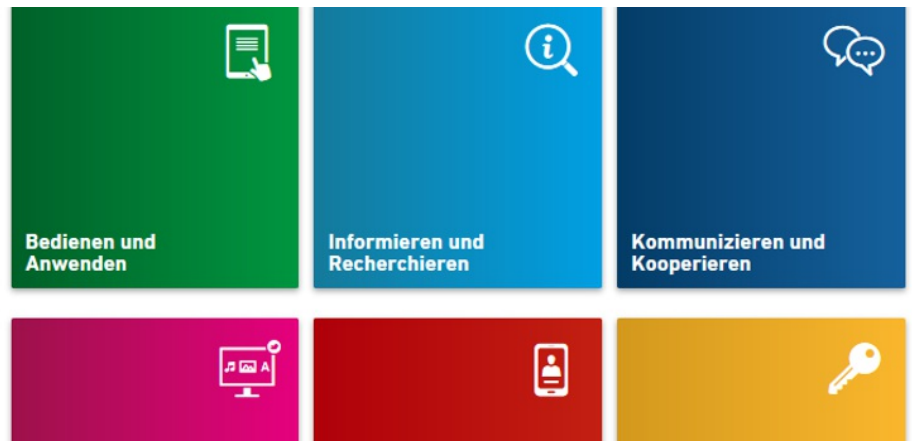 Bedienen und
Anwenden
Informieren und
Recherchieren
Kommunizieren und
Kooperieren